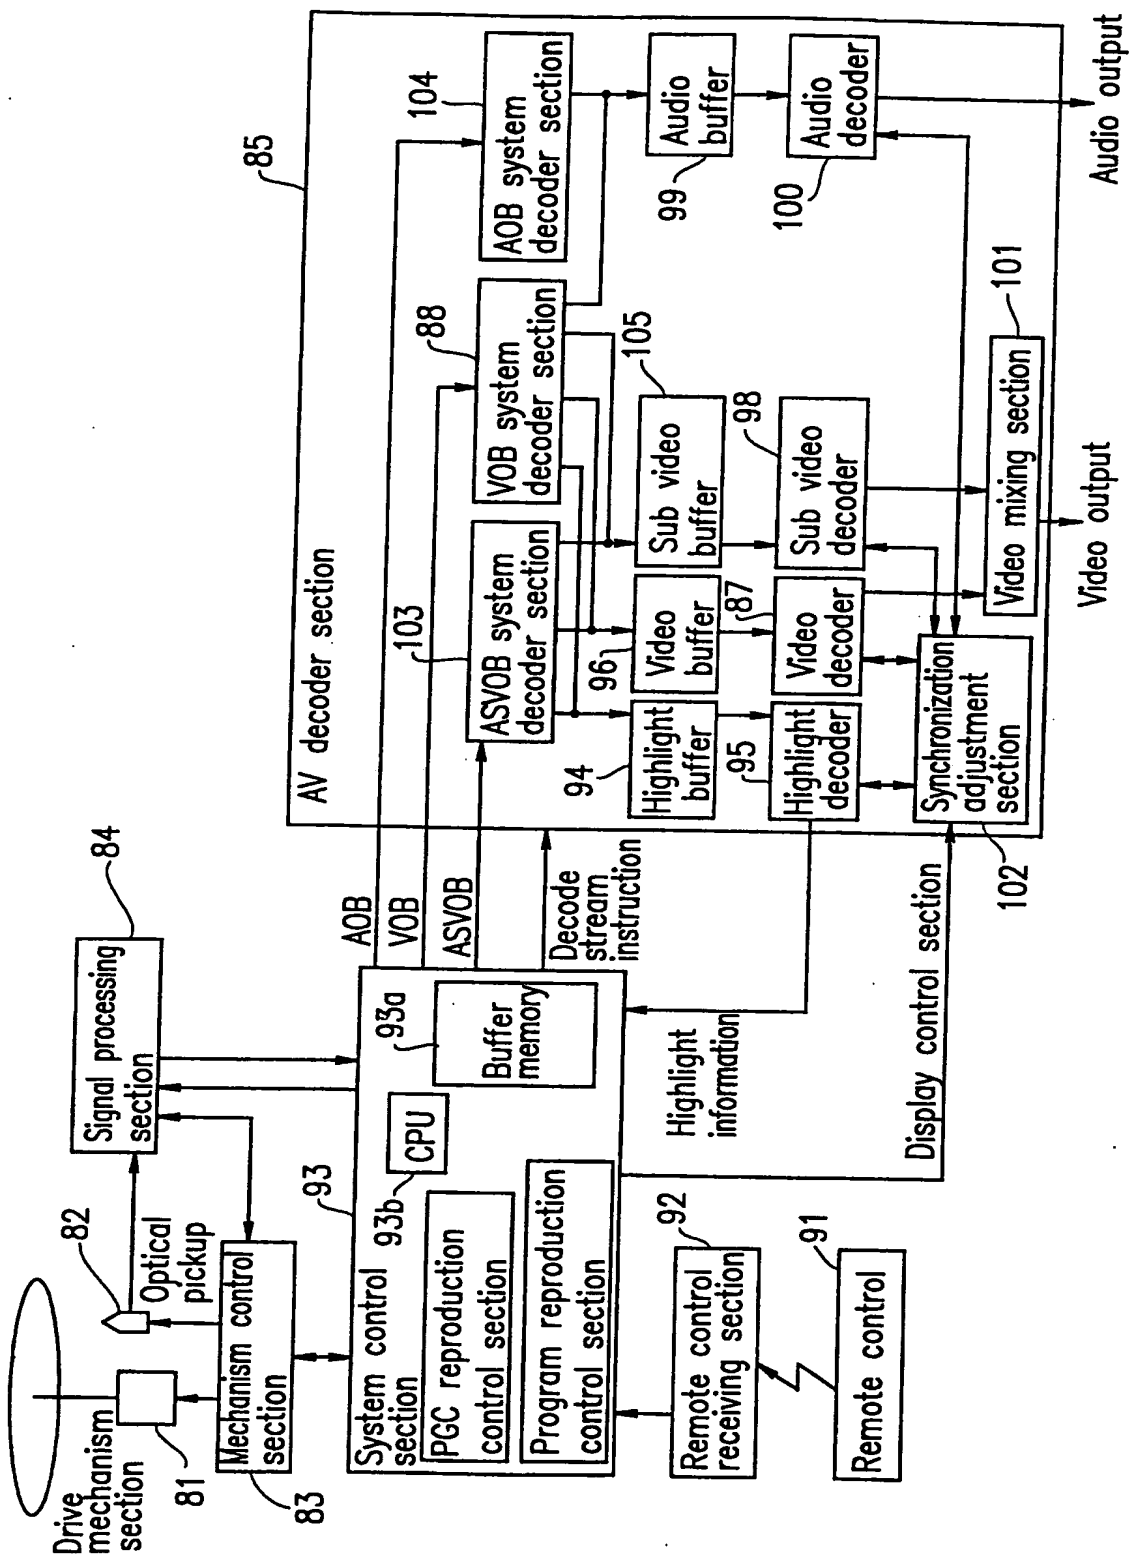 Drive
mechanism
section
81
82
Optical
pickup
Mechanism control
section
83
Signal processing
section
84
System control
section
93
93b
CPU
93a
Buffer
memory
PGC reproduction
control section
Program reproduction
control section
Remote control
receiving section
92
Remote control
91
AOB
VOB
ASVOB
Decode
stream
instruction
Highlight
information
Display control section
AV decoder section
85
103
ASVOB system
decoder section
88
VOB system
decoder section
104
AOB system
decoder section
94
Highlight
buffer
96
Video
buffer
105
Sub video
buffer
99
Audio
buffer
95
Highlight
decoder
87
Video
decoder
98
Sub video
decoder
100
Audio
decoder
102
Synchronization
adjustment
section
101
Video mixing section
Video output
Audio output